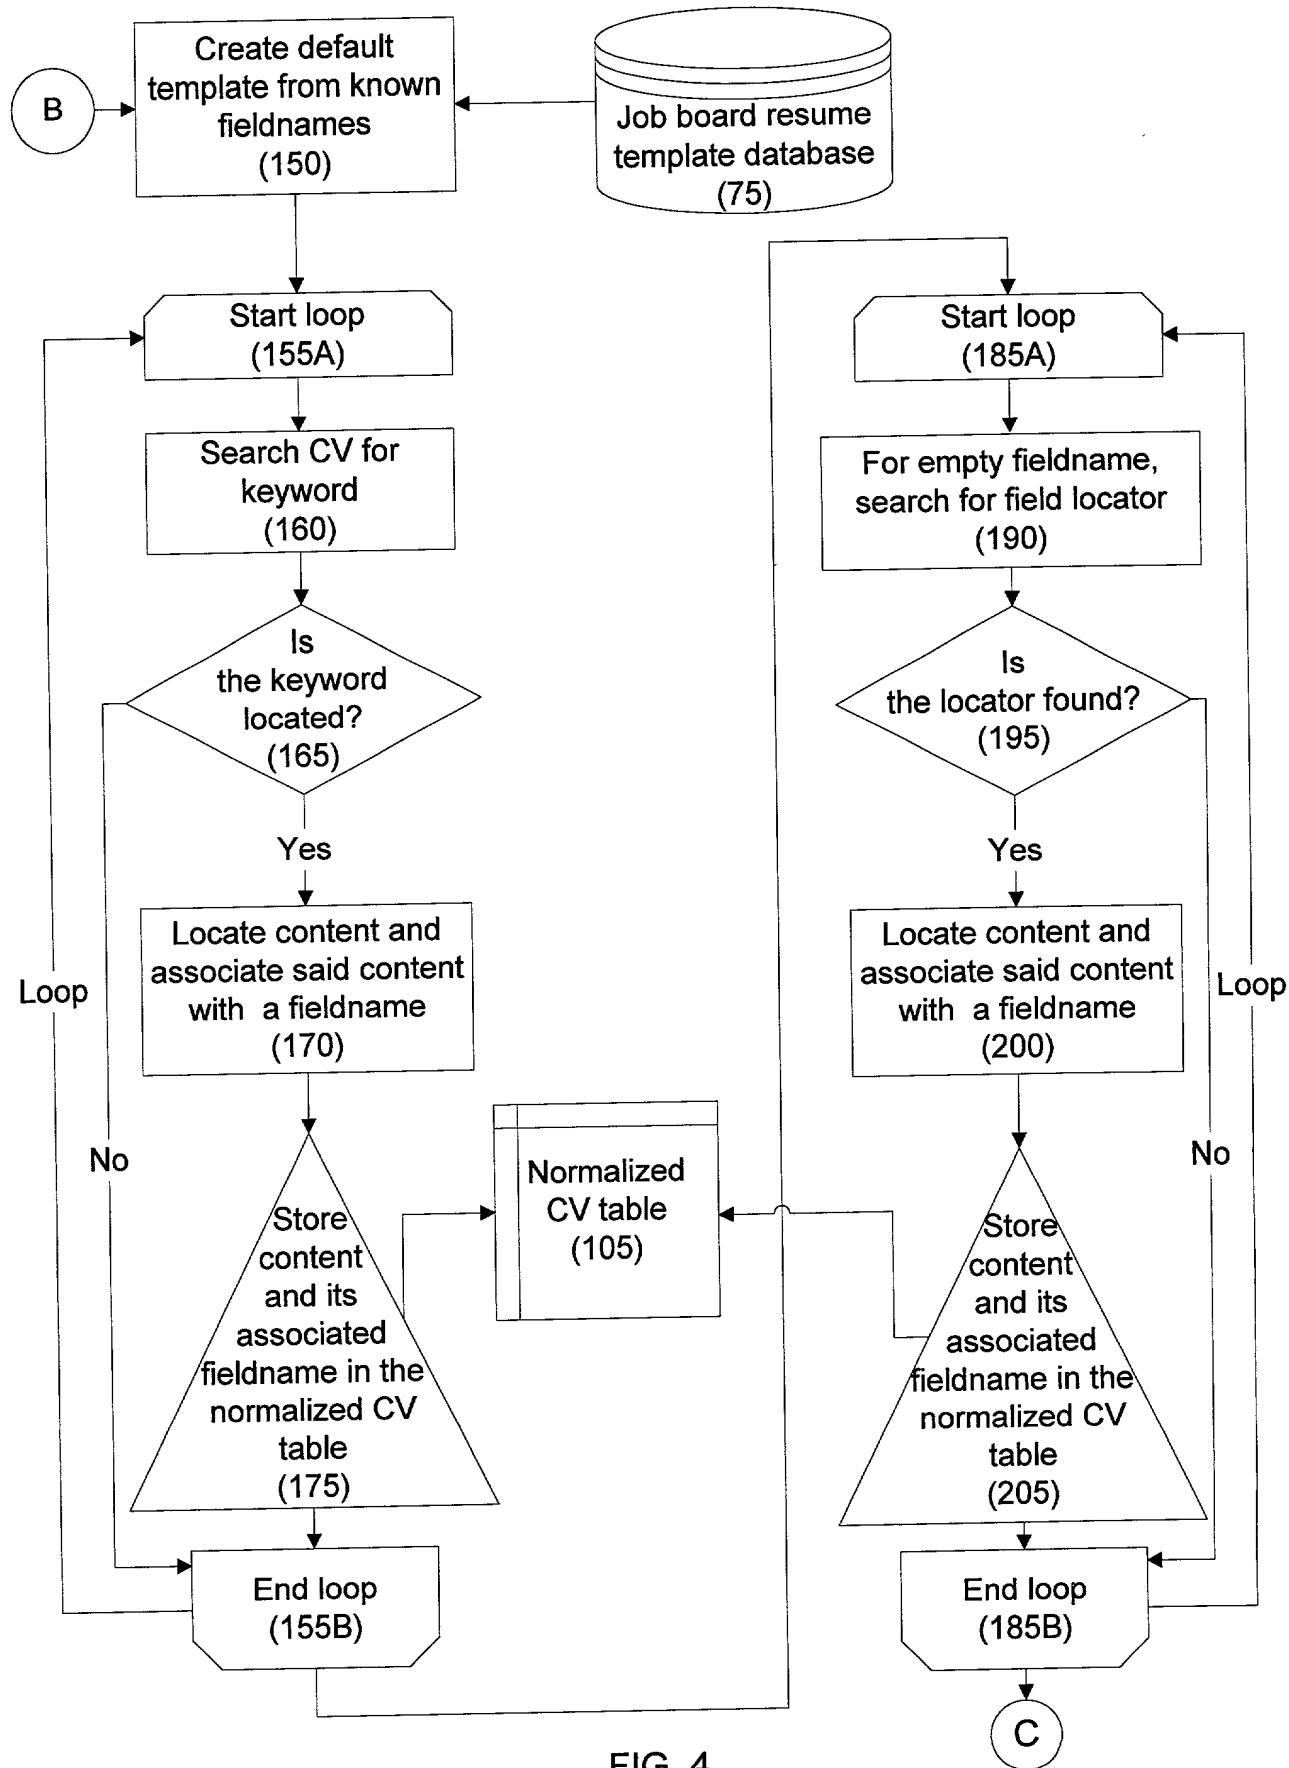 B
Create default
template from known
fieldnames
(150)
Job board resume
template database
(75)
Start loop
(155A)
Search CV for
keyword
(160)
Is
the keyword
located?
(165)
Yes
Locate content and
associate said content
with a fieldname
(170)
Loop
No
Store
content
and its
associated
fieldname in the
normalized CV
table
(175)
End loop
(155B)
Normalized
CV table
(105)
Start loop
(185A)
For empty fieldname,
search for field locator
(190)
Is
the locator found?
(195)
Yes
Locate content and
associate said content
with a fieldname
(200)
Loop
No
Store
content
and its
associated
fieldname in the
normalized CV
table
(205)
End loop
(185B)
C
FIG. 4